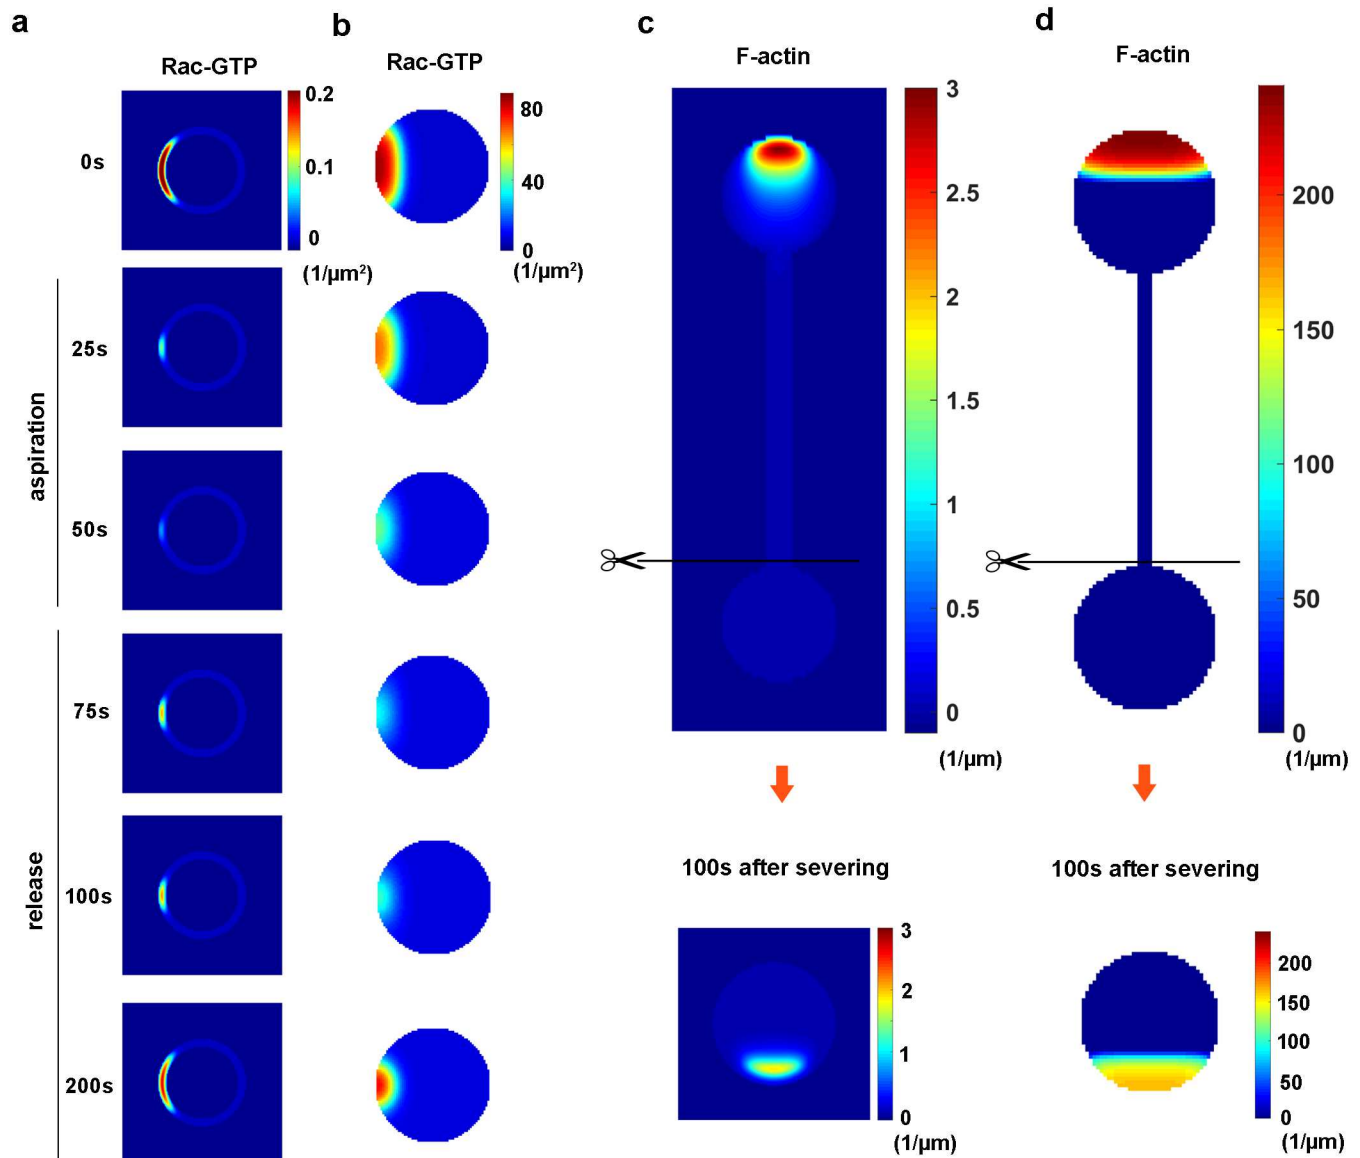 a
b
c
d
Rac-GTP
Rac-GTP
F-actin
F-actin
0s
0.2
0.1
0
(1/μm²)
80
40
0
(1/μm²)
3
2.5
2
1.5
1
0.5
0
(1/μm)
200
150
100
50
0
(1/μm)
aspiration
25s
50s
release
75s
100s
200s
100s after severing
100s after severing
3
2
1
0
(1/μm)
200
150
100
50
0
(1/μm)